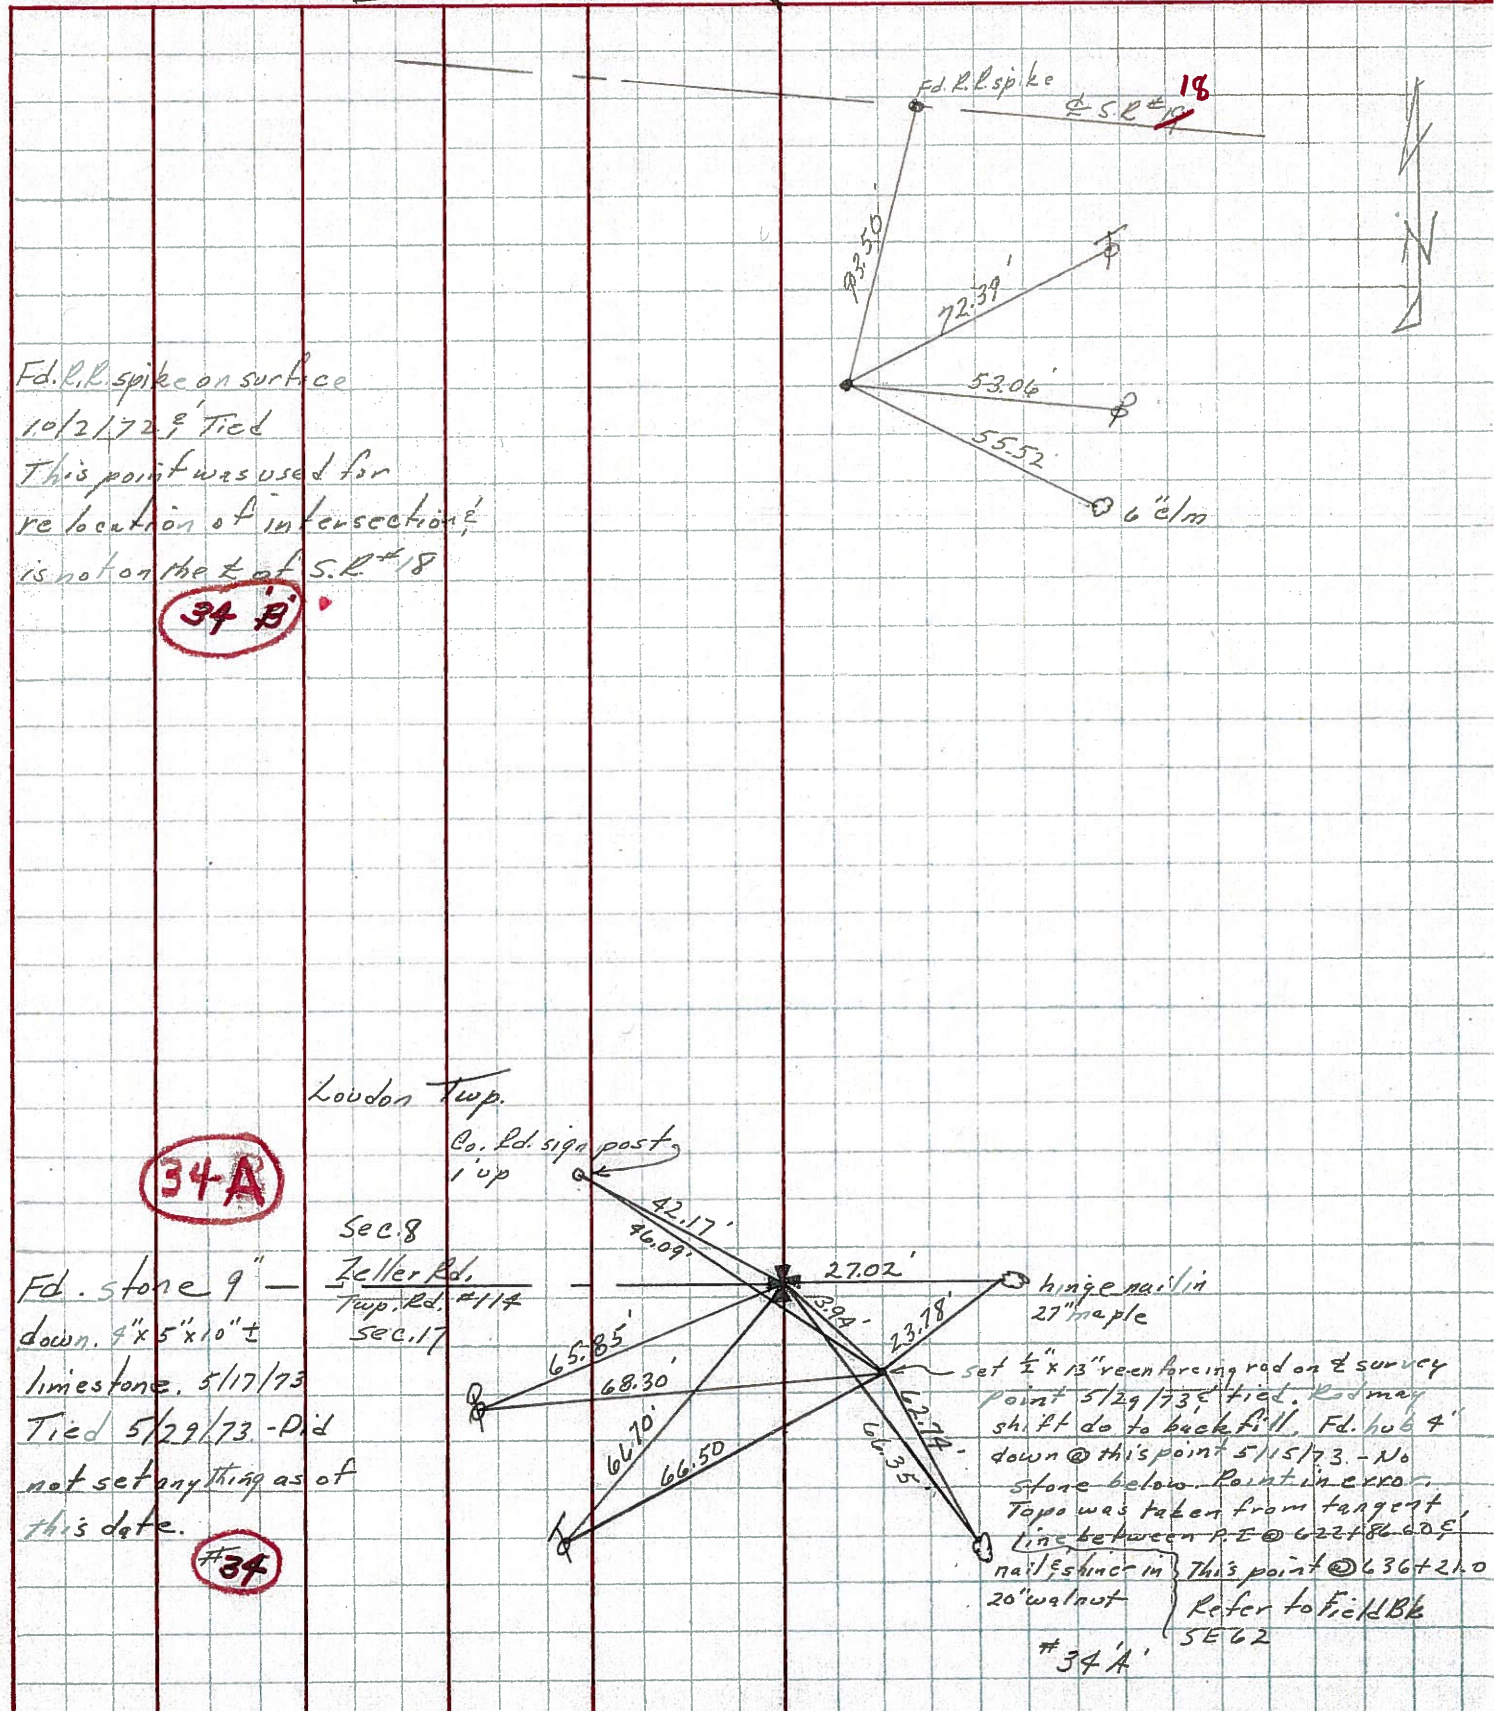 Fd. R.R spike
18
℄ S.R #19
N
93.50'
72.39'
53.06'
55.52'
6" elm
Fd. R.R. spike on surface
10/2/72 & Tied
This point was used for
re location of intersection &
is not on the ℄ of S.R. #18
34 'B'
Loudon Twp.
Co. Rd. sign post
1' up
34 A
42.17'
46.09'
Sec. 8
Zeller Rd.
Twp. Rd. #114
Sec. 17
27.02'
hinge nail in
27" maple
3.94'
23.78'
65.85'
68.30'
66.70'
66.50
62.74'
66.35'
Fd. stone 9" —
down. 4" x 5" x 10" ±
limestone. 5/17/73
Tied 5/29/73. - Did
not set anything as of
this date.
#34
set ½" x 13" reenforcing rod on ℄ survey
point 5/29/73 & tied. Rod may
shift do to back fill. Fd. hub 4"
down @ this point 5/15/73. - No
stone below. Point in error.
Topo was taken from tangent
line between P.I @ 622+86.60 &
This point @ 636+21.0
Refer to Field Bk
SE 62
nail & shiner in
20" walnut
#34 'A'